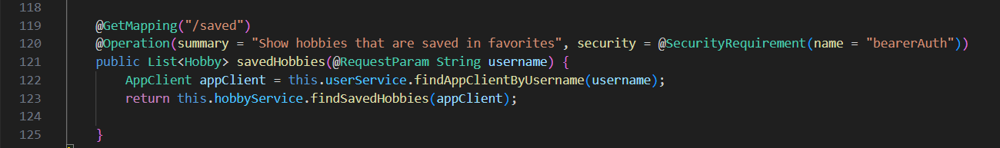 118
119 @GetMapping("/saved")
120 @Operation(summary = "Show hobbies that are saved in favorites", security = @SecurityRequirement(name = "bearerAuth"))
121 public List<Hobby> savedHobbies(@RequestParam String username) {
122 AppClient appClient = this.userService.findAppClientByUsername(username);
123 return this.hobbyService.findSavedHobbies(appClient);
124
125 }